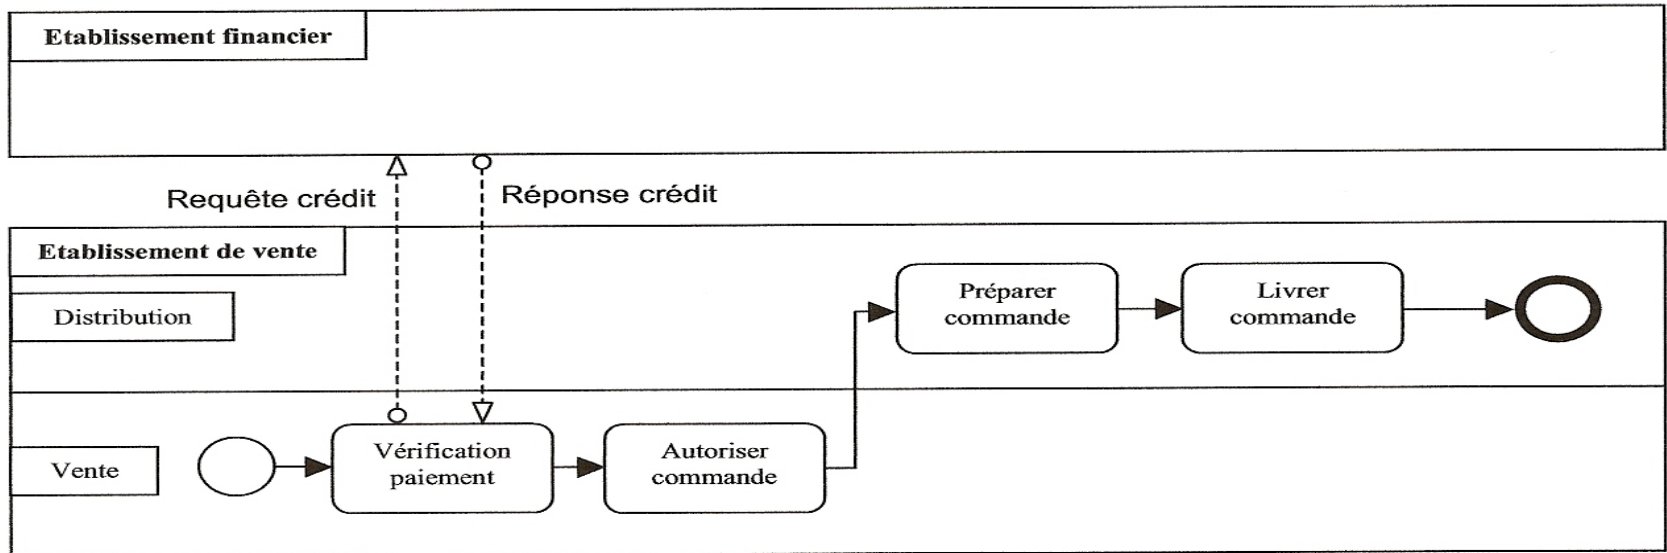 Etablissement financier
Requête crédit
Réponse crédit
Etablissement de vente
Distribution
Préparer
commande
Livrer
commande
Vente
Vérification
paiement
Autoriser
commande